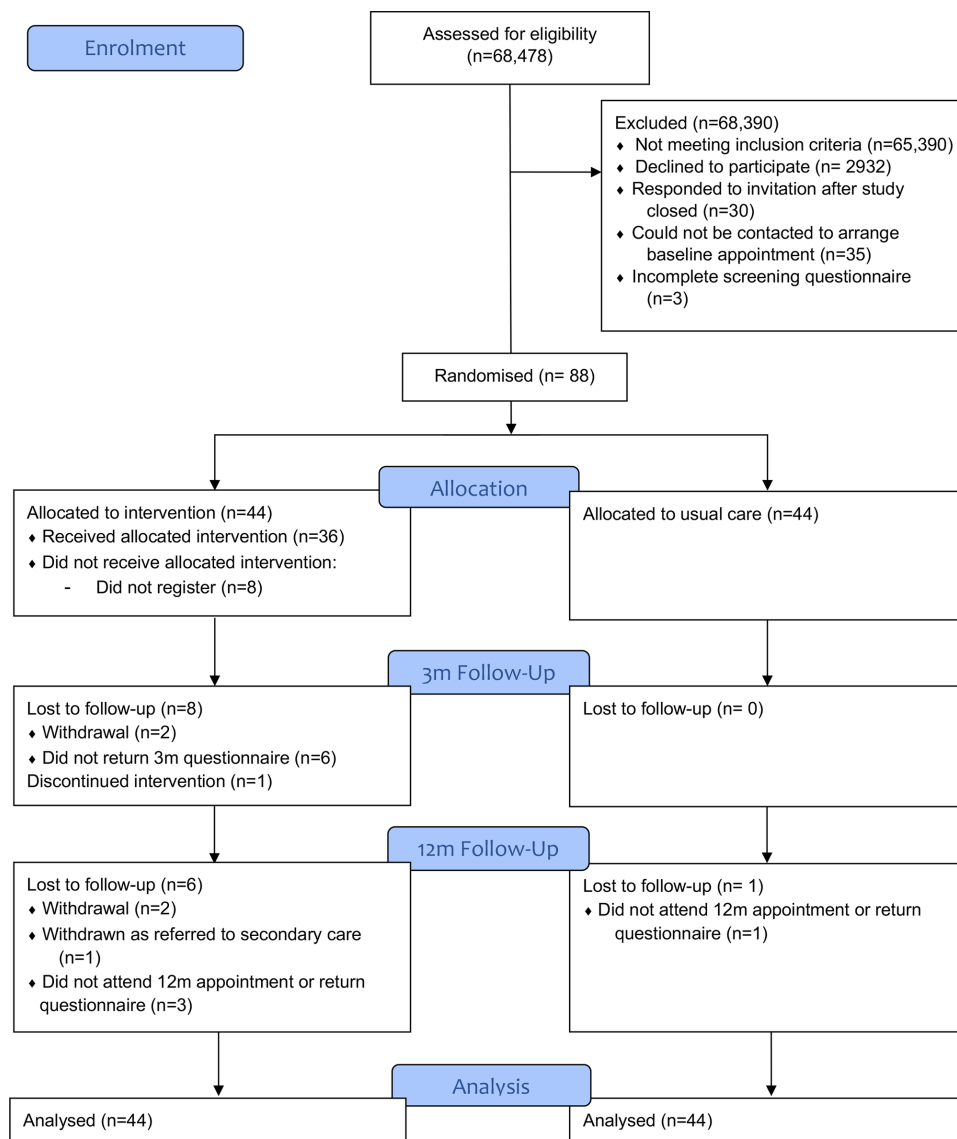 Enrolment
Assessed for eligibility
(n=68,478)
Excluded (n=68,390)
♦ Not meeting inclusion criteria (n=65,390)
♦ Declined to participate (n= 2932)
♦ Responded to invitation after study
closed (n=30)
♦ Could not be contacted to arrange
baseline appointment (n=35)
♦ Incomplete screening questionnaire
(n=3)
Randomised (n= 88)
Allocation
Allocated to intervention (n=44)
♦ Received allocated intervention (n=36)
♦ Did not receive allocated intervention:
- Did not register (n=8)
Allocated to usual care (n=44)
3m Follow-Up
Lost to follow-up (n=8)
♦ Withdrawal (n=2)
♦ Did not return 3m questionnaire (n=6)
Discontinued intervention (n=1)
Lost to follow-up (n= 0)
12m Follow-Up
Lost to follow-up (n=6)
♦ Withdrawal (n=2)
♦ Withdrawn as referred to secondary care
(n=1)
♦ Did not attend 12m appointment or return
questionnaire (n=3)
Lost to follow-up (n= 1)
♦ Did not attend 12m appointment or return
questionnaire (n=1)
Analysis
Analysed (n=44)
Analysed (n=44)